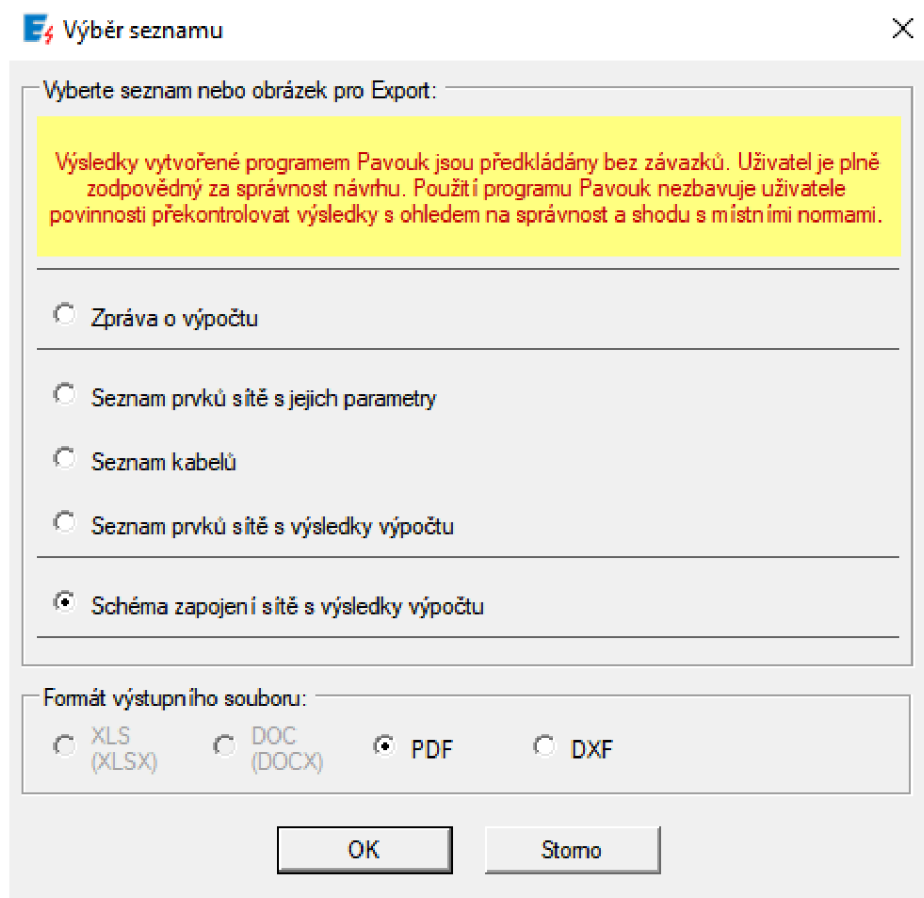 Výběr seznamu
Vyberte seznam nebo obrázek pro Export:
Výsledky vytvořené programem Pavouk jsou předkládány bez závazků. Uživatel je plně
zodpovědný za správnost návrhu. Použití programu Pavouk nezbavuje uživatele
povinnosti překontrolovat výsledky s ohledem na správnost a shodu s místními normami.
Zpráva o výpočtu
Seznam prvků sítě s jejich parametry
Seznam kabelů
Seznam prvků sítě s výsledky výpočtu
Schéma zapojení sítě s výsledky výpočtu
Formát výstupního souboru:
XLS
(XLSX)
DOC
(DOCX)
PDF
DXF
OK
Storno